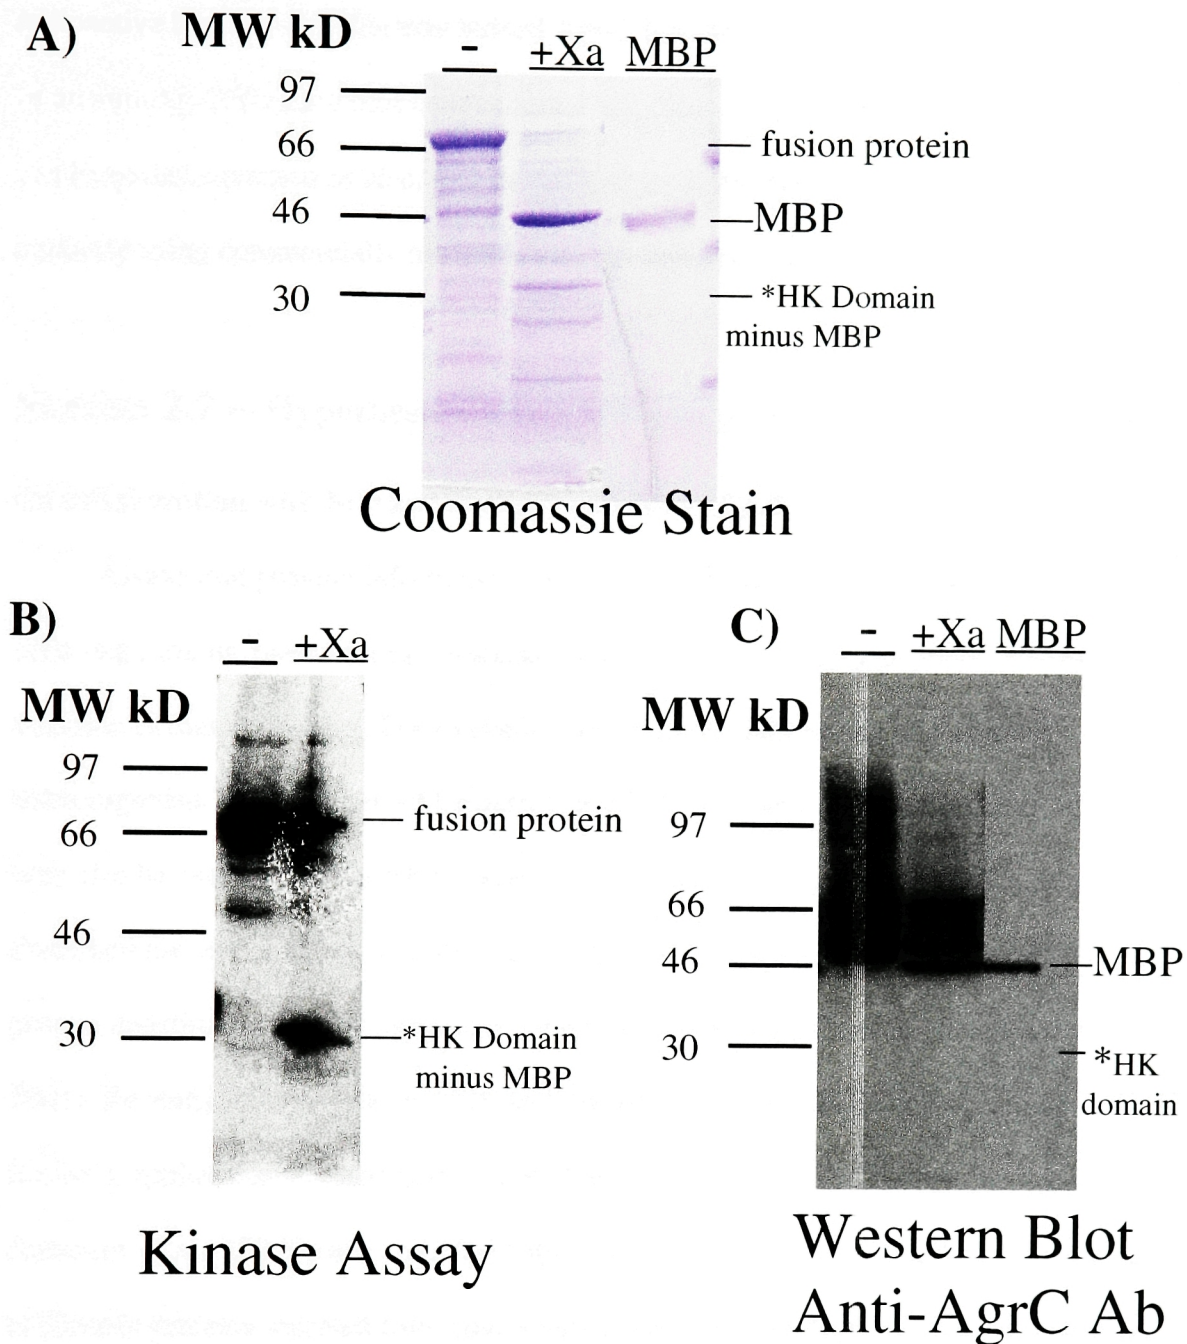 A)
MW kD
- +Xa MBP
97
66
46
30
fusion protein
MBP
*HK Domain
minus MBP
Coomassie Stain
B)
- +Xa
MW kD
97
66
46
30
fusion protein
*HK Domain
minus MBP
Kinase Assay
C)
- +Xa MBP
MW kD
97
66
46
30
MBP
*HK
domain
Western Blot
Anti-AgrC Ab